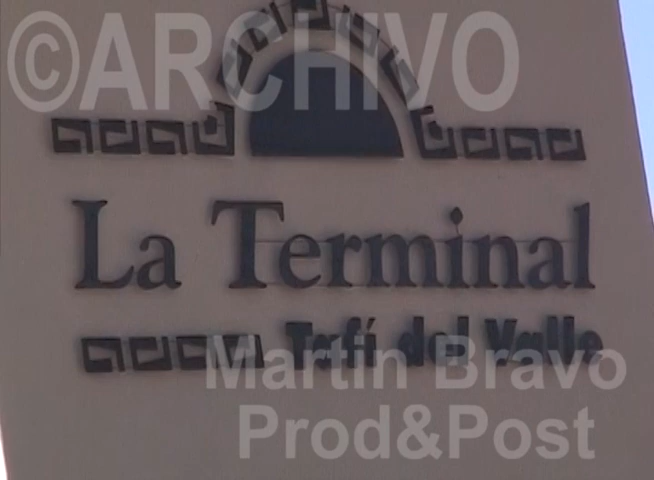 ©ARCHIVO
La Terminal
Tafí del Valle
Martin Bravo
Prod&Post